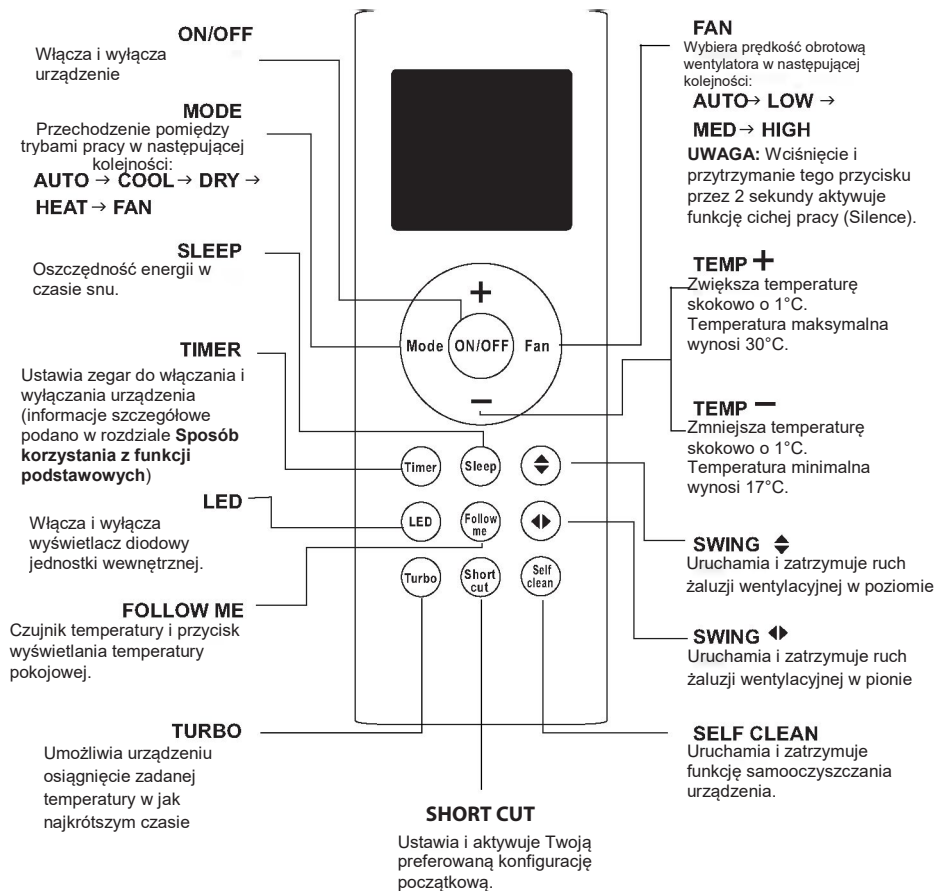 ON/OFF
Włącza i wyłącza
urządzenie
MODE
Przechodzenie pomiędzy
trybami pracy w następującej
kolejności:
AUTO → COOL → DRY →
HEAT → FAN
SLEEP
Oszczędność energii w
czasie snu.
TIMER
Ustawia zegar do włączania i
wyłączania urządzenia
(informacje szczegółowe
podano w rozdziale Sposób
korzystania z funkcji
podstawowych)
LED
Włącza i wyłącza
wyświetlacz diodowy
jednostki wewnętrznej.
FOLLOW ME
Czujnik temperatury i przycisk
wyświetlania temperatury
pokojowej.
TURBO
Umożliwia urządzeniu
osiągnięcie zadanej
temperatury w jak
najkrótszym czasie
+
Mode ON/OFF Fan
−
Timer Sleep
LED Follow
me
Turbo Short
cut Self
clean
SHORT CUT
Ustawia i aktywuje Twoją
preferowaną konfigurację
początkową.
FAN
Wybiera prędkość obrotową
wentylatora w następującej
kolejności:
AUTO → LOW →
MED → HIGH
UWAGA: Wciśnięcie i
przytrzymanie tego przycisku
przez 2 sekundy aktywuje
funkcję cichej pracy (Silence).
TEMP +
Zwiększa temperaturę
skokowo o 1°C.
Temperatura maksymalna
wynosi 30°C.
TEMP −
Zmniejsza temperaturę
skokowo o 1°C.
Temperatura minimalna
wynosi 17°C.
SWING
Uruchamia i zatrzymuje ruch
żaluzji wentylacyjnej w poziomie
SWING
Uruchamia i zatrzymuje ruch
żaluzji wentylacyjnej w pionie
SELF CLEAN
Uruchamia i zatrzymuje
funkcję samooczyszczania
urządzenia.